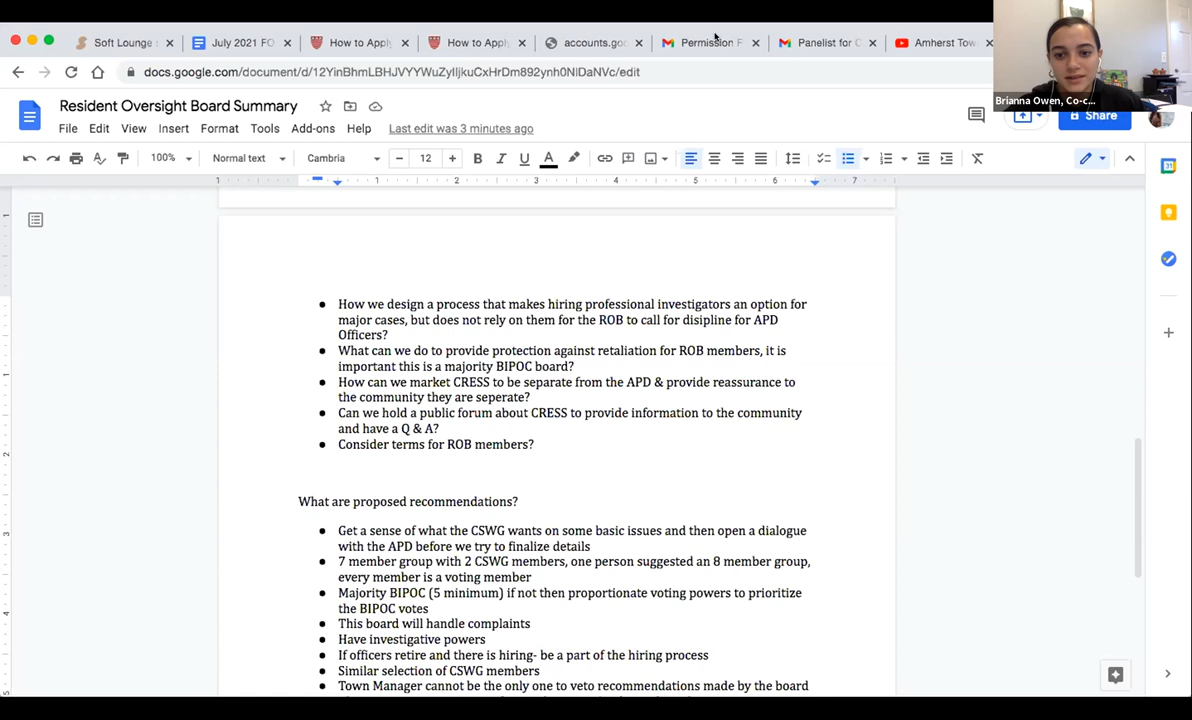 Soft Lounge
July 2021 FO
How to Apply
How to Apply
accounts.goo
Permission F
Panelist for C
Amherst Tow
docs.google.com/document/d/12YinBhmLBHJVYYWuZyIljkuCxHrDm892ynh0NlDaNVc/edit
Brianna Owen, Co-c...
Resident Oversight Board Summary
File Edit View Insert Format Tools Add-ons Help Last edit was 3 minutes ago
Share
100% Normal text Cambria 12 B I U A
1 1 2 3 4 5 6 7
How we design a process that makes hiring professional investigators an option for
major cases, but does not rely on them for the ROB to call for disipline for APD
Officers?
What can we do to provide protection against retaliation for ROB members, it is
important this is a majority BIPOC board?
How can we market CRESS to be separate from the APD & provide reassurance to
the community they are seperate?
Can we hold a public forum about CRESS to provide information to the community
and have a Q & A?
Consider terms for ROB members?
What are proposed recommendations?
Get a sense of what the CSWG wants on some basic issues and then open a dialogue
with the APD before we try to finalize details
7 member group with 2 CSWG members, one person suggested an 8 member group,
every member is a voting member
Majority BIPOC (5 minimum) if not then proportionate voting powers to prioritize
the BIPOC votes
This board will handle complaints
Have investigative powers
If officers retire and there is hiring- be a part of the hiring process
Similar selection of CSWG members
Town Manager cannot be the only one to veto recommendations made by the board